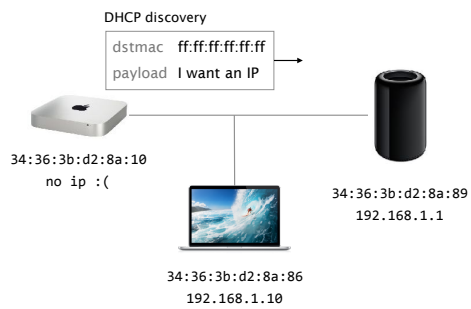 DHCP discovery
dstmac ff:ff:ff:ff:ff:ff
payload I want an IP
34:36:3b:d2:8a:10
no ip :(
34:36:3b:d2:8a:89
192.168.1.1
34:36:3b:d2:8a:86
192.168.1.10